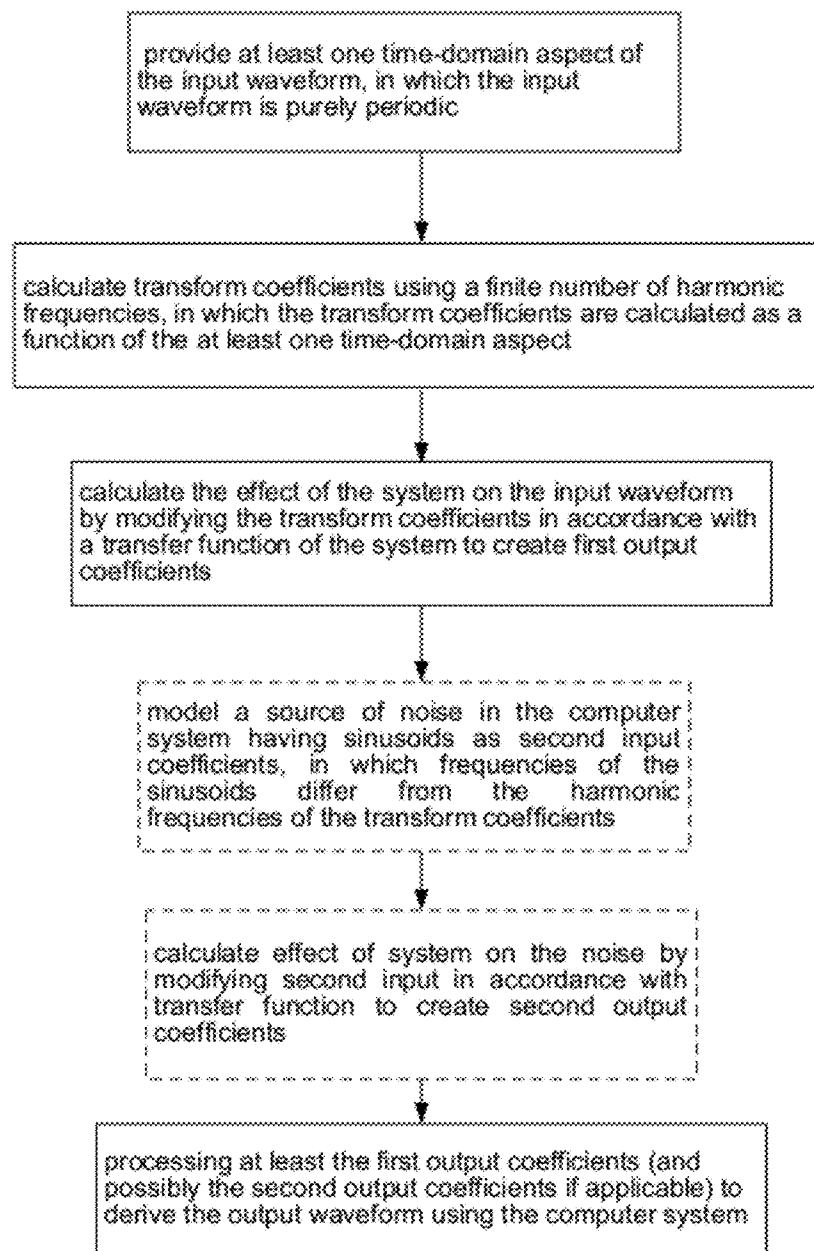 provide at least one time-domain aspect of
the input waveform, in which the input
waveform is purely periodic
calculate transform coefficients using a finite number of harmonic
frequencies, in which the transform coefficients are calculated as a
function of the at least one time-domain aspect
calculate the effect of the system on the input waveform
by modifying the transform coefficients in accordance with
a transfer function of the system to create first output
coefficients
model a source of noise in the computer
system having sinusoids as second input
coefficients, in which frequencies of the
sinusoids differ from the harmonic
frequencies of the transform coefficients
calculate effect of system on the noise by
modifying second input in accordance with
transfer function to create second output
coefficients
processing at least the first output coefficients (and
possibly the second output coefficients if applicable) to
derive the output waveform using the computer system